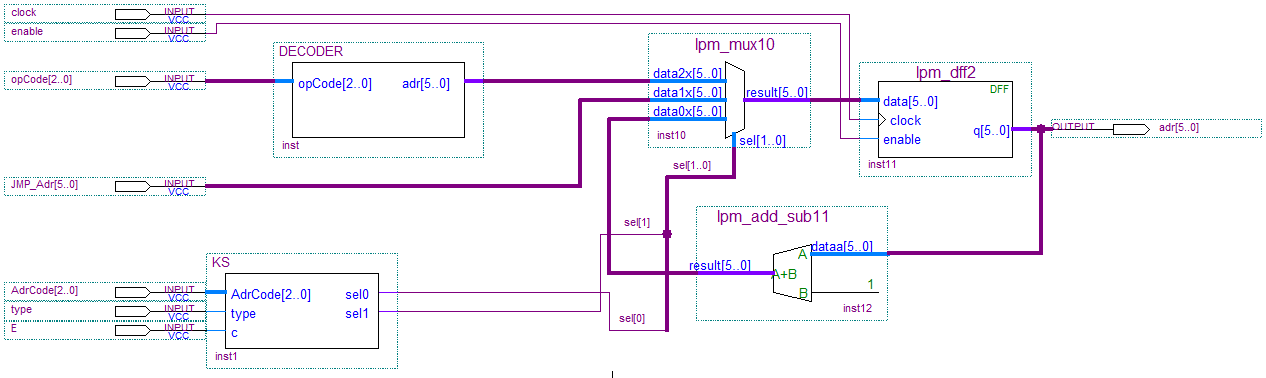 clock INPUT VCC
enable INPUT VCC
opCode[2..0] INPUT VCC
DECODER
opCode[2..0] adr[5..0]
inst
lpm_mux10
data2x[5..0]
data1x[5..0] result[5..0]
data0x[5..0]
inst10 sel[1..0]
sel[1..0]
lpm_dff2
DFF
data[5..0]
clock
q[5..0]
enable
inst11
OUTPUT adr[5..0]
JMP_Adr[5..0] INPUT VCC
sel[1]
lpm_add_sub11
A dataa[5..0]
result[5..0] A+B
B 1
inst12
KS
AdrCode[2..0] INPUT VCC
type INPUT VCC
E INPUT VCC
AdrCode[2..0] sel0
type sel1
c
inst1
sel[0]